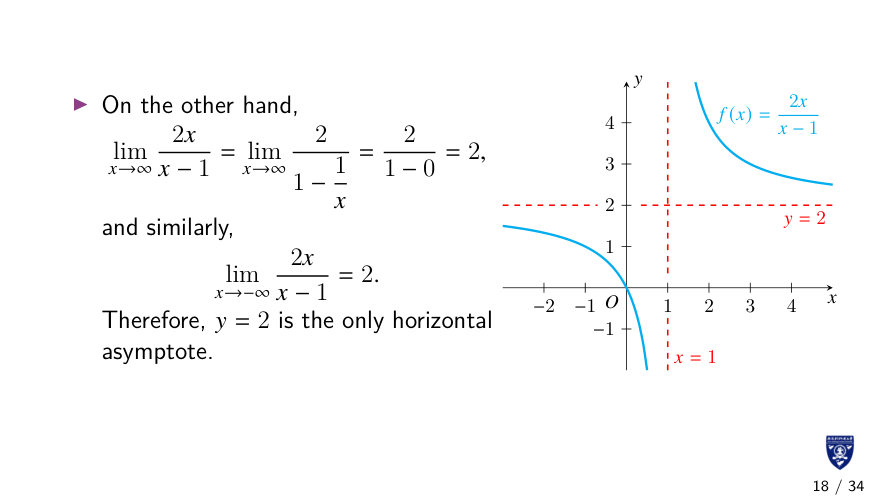 ▶ On the other hand,
lim_{x→∞} 2x/(x − 1) = lim_{x→∞} 2/(1 − 1/x) = 2/(1 − 0) = 2,
and similarly,
lim_{x→−∞} 2x/(x − 1) = 2.
Therefore, y = 2 is the only horizontal
asymptote.
y
f(x) = 2x/(x − 1)
4
3
2
y = 2
1
−2 −1 O 1 2 3 4 x
−1
x = 1
18 / 34